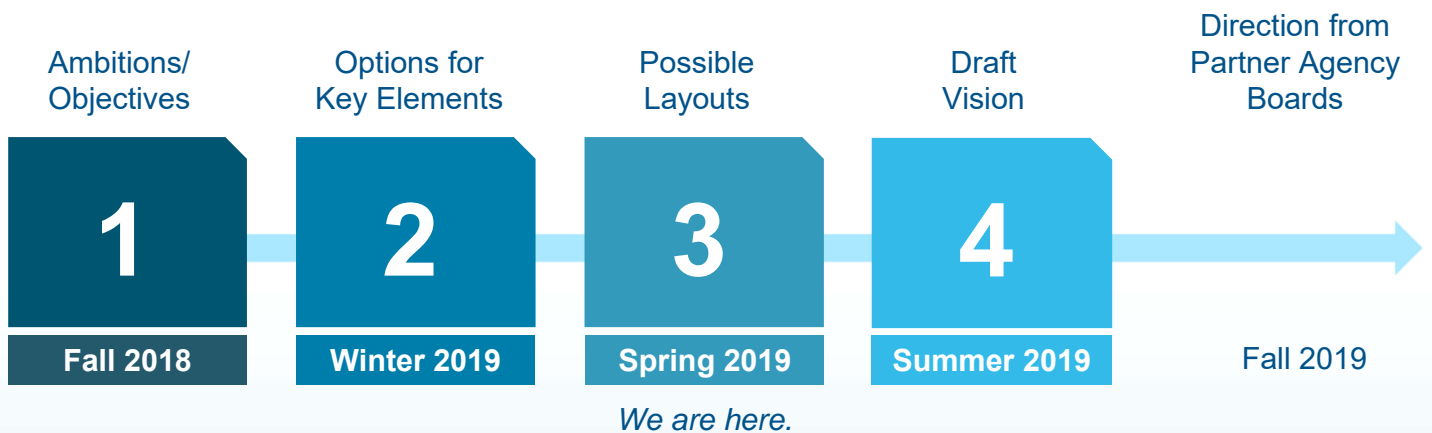 Ambitions/
Objectives
Options for
Key Elements
Possible
Layouts
Draft
Vision
Direction from
Partner Agency
Boards
1
2
3
4
Fall 2018
Winter 2019
Spring 2019
Summer 2019
Fall 2019
We are here.